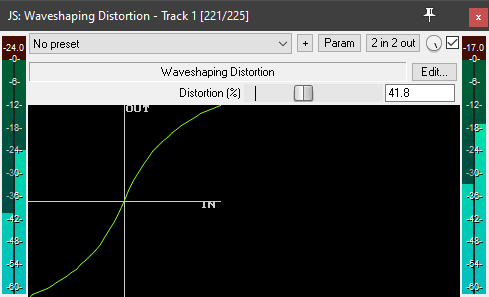 JS: Waveshaping Distortion - Track 1 [221/225]
x
-24.0
No preset
+
Param
2 in 2 out
-17.0
-0-
-0-
Waveshaping Distortion
Edit...
-6-
-6-
Distortion (%)
41.8
-12-
-12-
OUT
-18-
-18-
-24-
-24-
-30-
-30-
-36-
-36-
IN
-42-
-42-
-48-
-48-
-54-
-54-
-60-
-60-